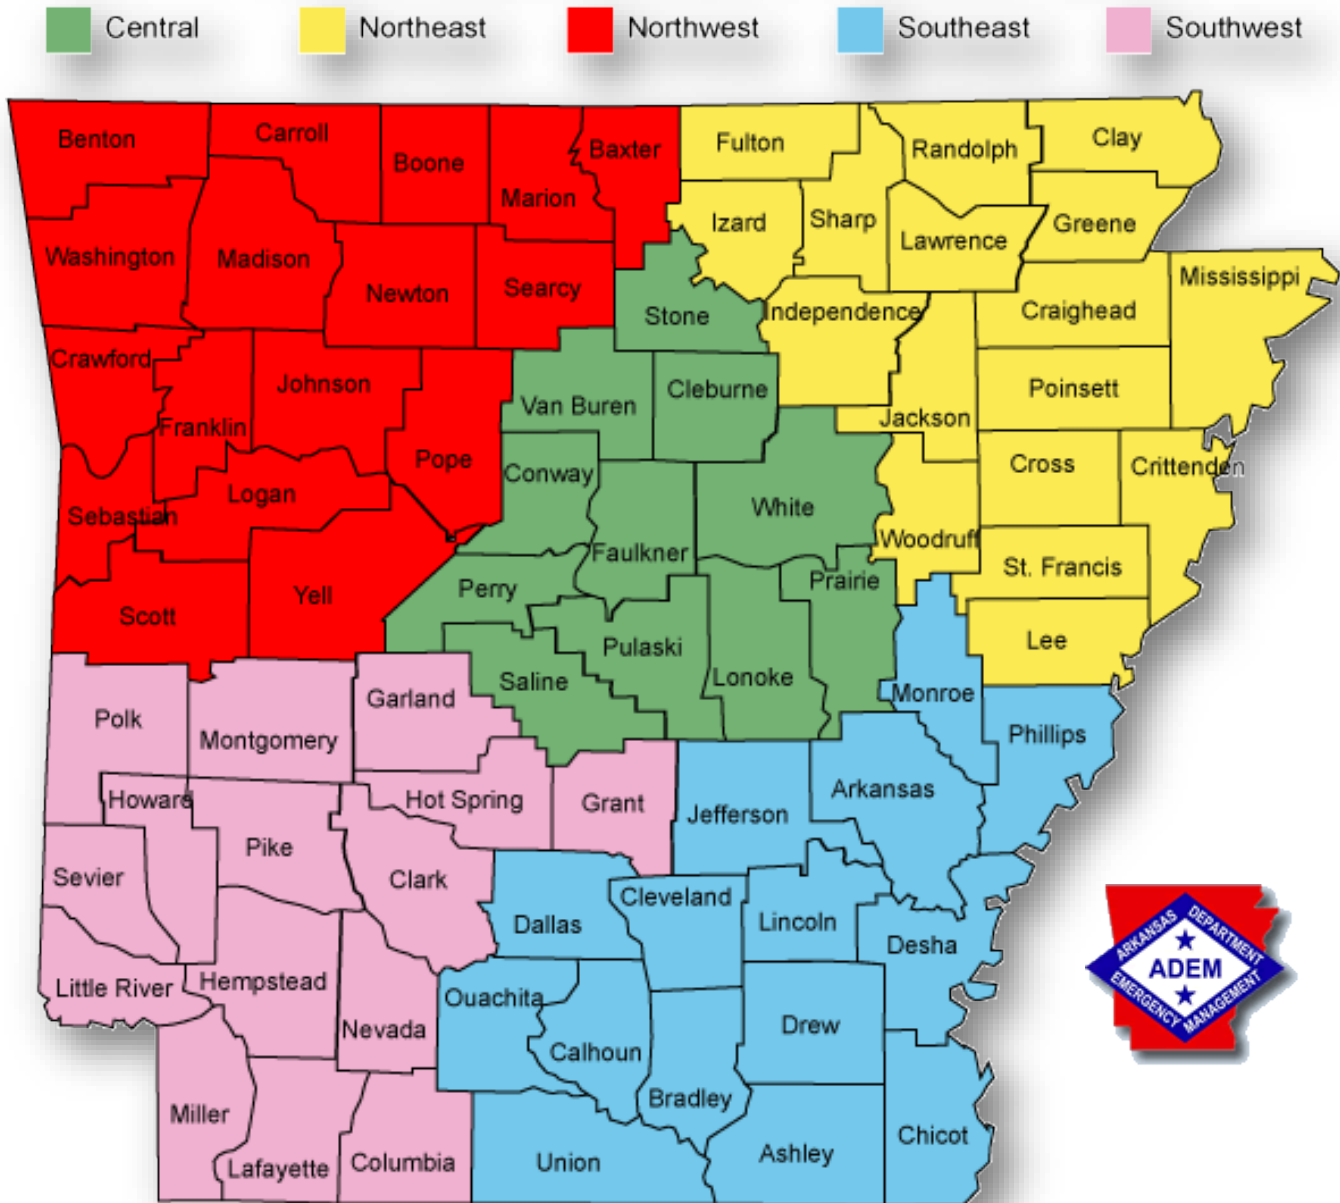 Central Northeast Northwest Southeast Southwest
Benton
Carroll
Boone
Marion
Baxter
Fulton
Randolph
Clay
Washington
Madison
Newton
Searcy
Izard
Sharp
Lawrence
Greene
Mississippi
Stone
Independence
Craighead
Crawford
Franklin
Johnson
Pope
Van Buren
Cleburne
Jackson
Poinsett
Sebastian
Logan
Conway
Faulkner
White
Woodruff
Cross
Crittenden
Scott
Yell
Perry
Pulaski
Prairie
St. Francis
Lee
Polk
Montgomery
Garland
Saline
Lonoke
Monroe
Phillips
Howard
Pike
Hot Spring
Grant
Jefferson
Arkansas
Sevier
Clark
Dallas
Cleveland
Lincoln
Desha
Little River
Hempstead
Nevada
Ouachita
Calhoun
Bradley
Drew
Miller
Lafayette
Columbia
Union
Ashley
Chicot
ARKANSAS DEPARTMENT
ADEM
EMERGENCY MANAGEMENT